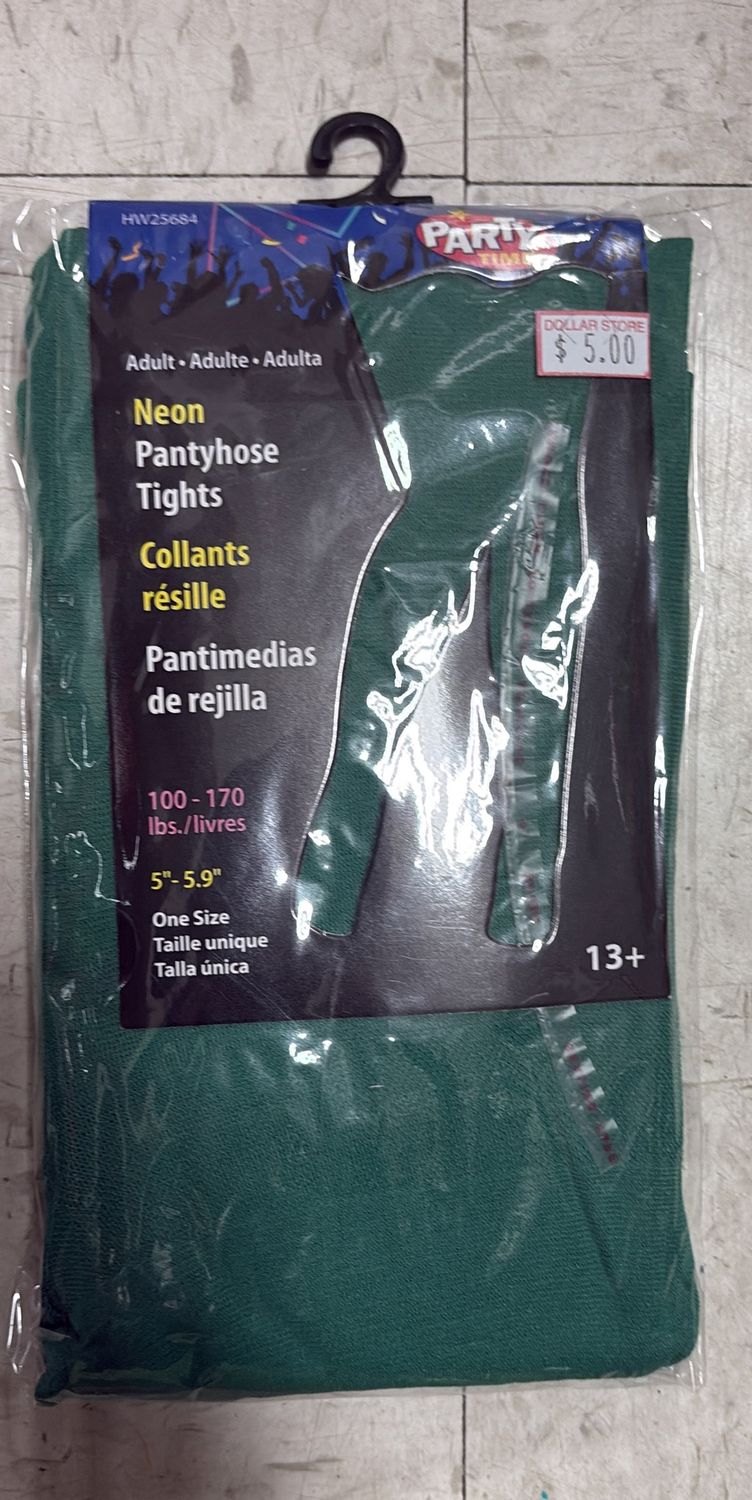 HW25684
PARTY
TIME
DOLLAR STORE
$ 5.00
Adult • Adulte • Adulta
Neon
Pantyhose
Tights
Collants
résille
Pantimedias
de rejilla
100 - 170
lbs./livres
5"- 5.9"
One Size
Taille unique
Talla única
13+